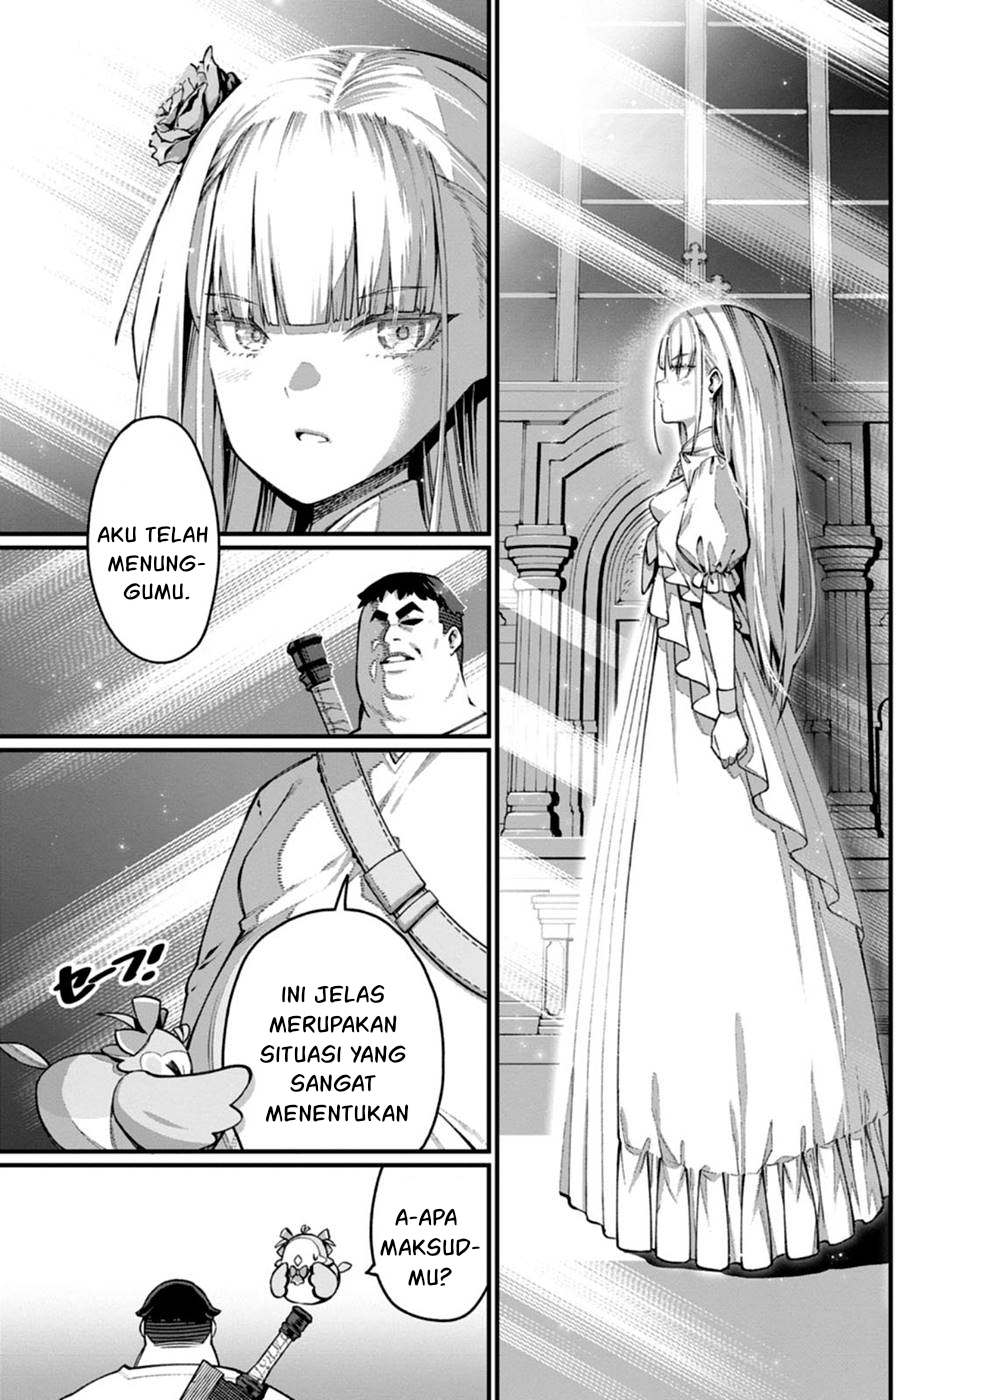 AKU TELAH
MENUNG-
GUMU.
セーフ!
INI JELAS
MERUPAKAN
SITUASI YANG
SANGAT
MENENTUKAN
A-APA
MAKSUD-
MU?